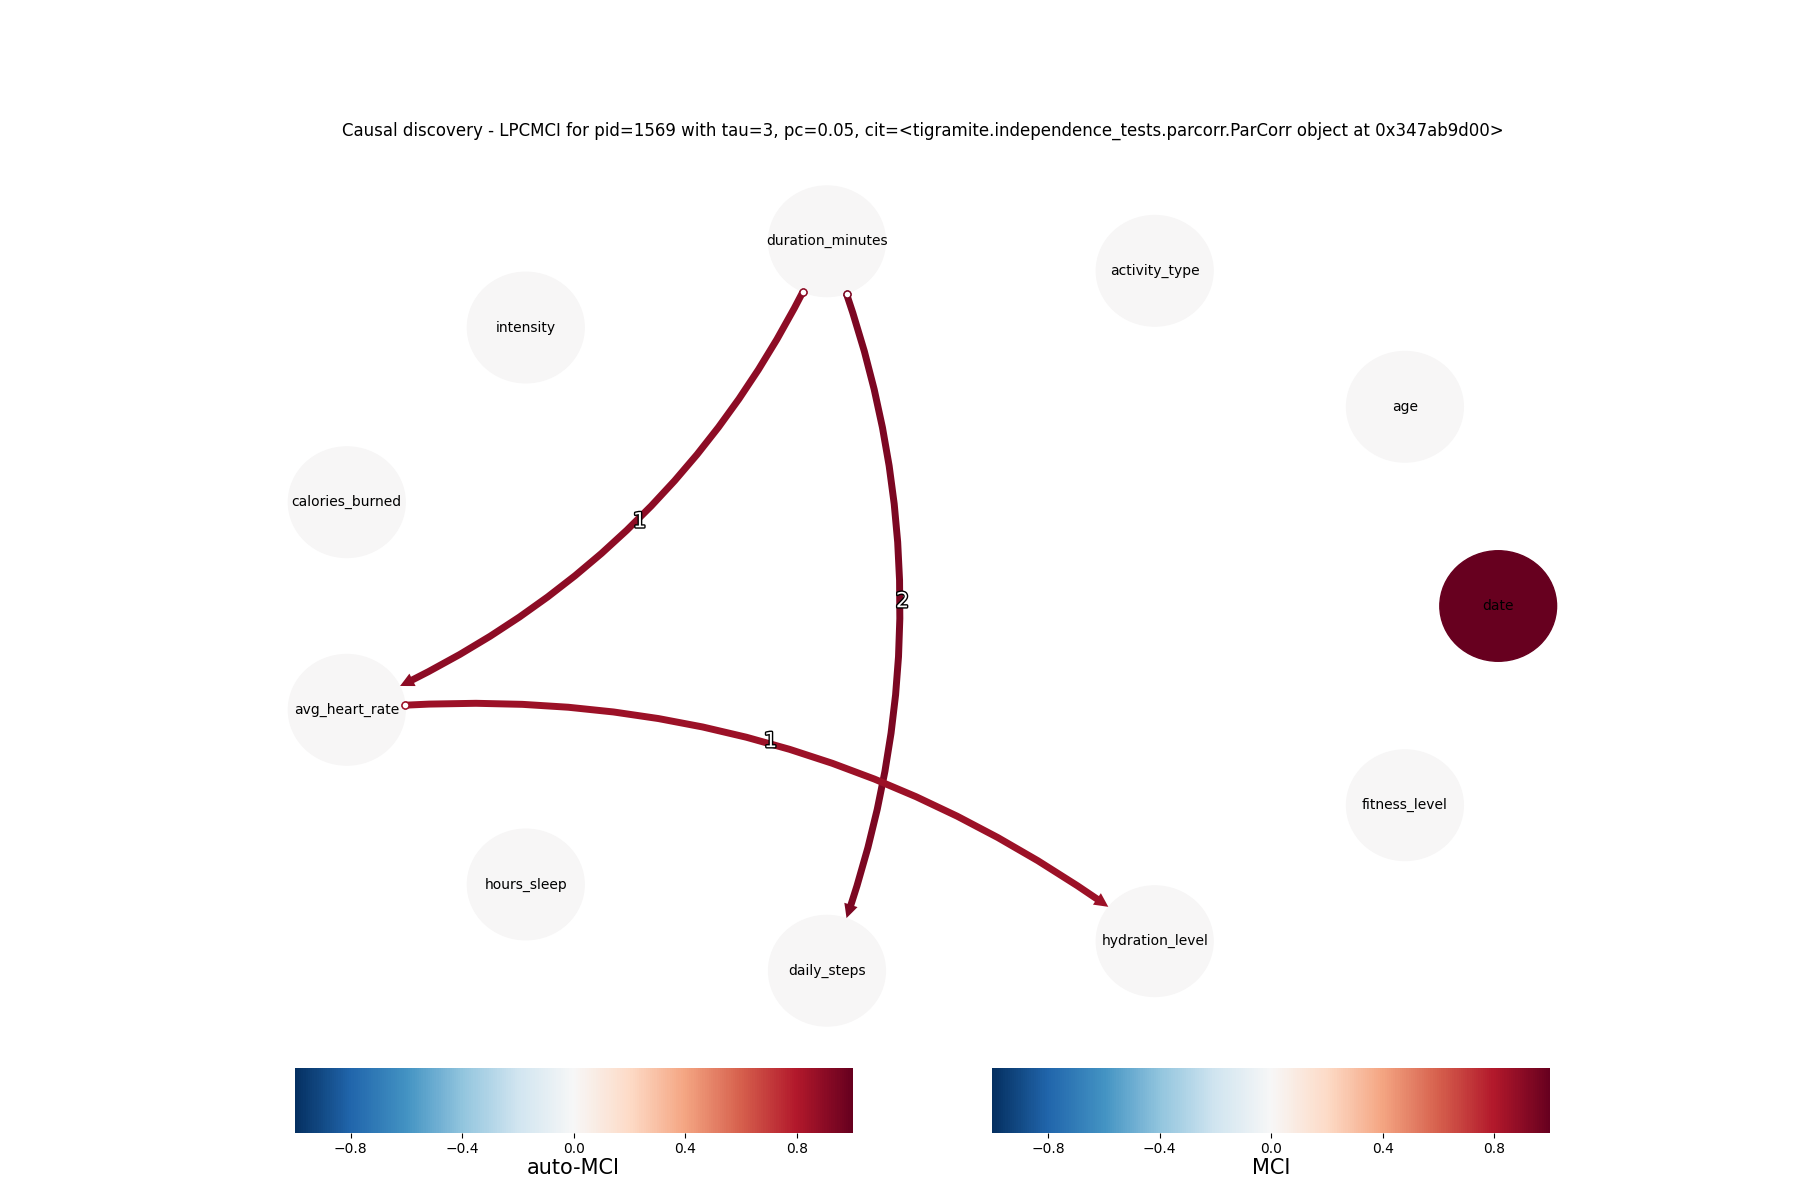 Causal discovery - LPCMCI for pid=1569 with tau=3, pc=0.05, cit=<tigramite.independence_tests.parcorr.ParCorr object at 0x347ab9d00>
duration_minutes
activity_type
intensity
age
calories_burned
1
2
date
avg_heart_rate
1
fitness_level
hours_sleep
hydration_level
daily_steps
−0.8 −0.4 0.0 0.4 0.8
auto-MCI
−0.8 −0.4 0.0 0.4 0.8
MCI